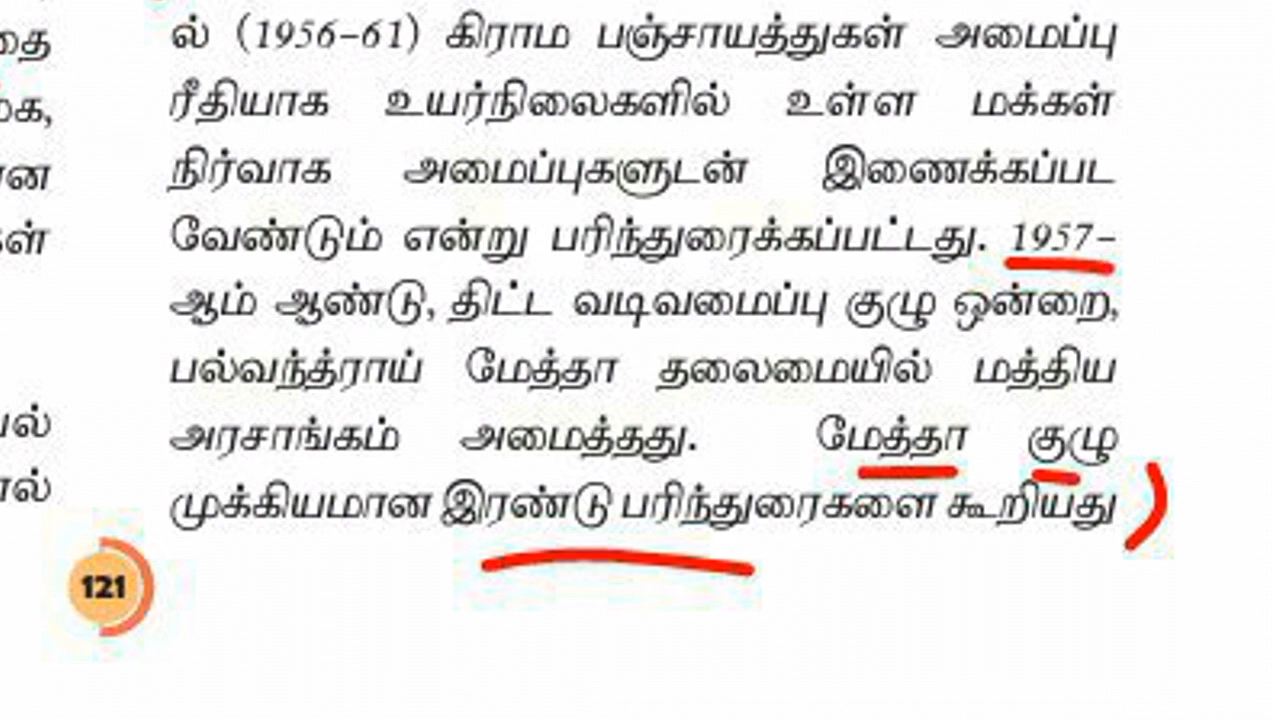 தை
ல் (1956–61) கிராம பஞ்சாயத்துகள் அமைப்பு
ரீதியாக உயர்நிலைகளில் உள்ள மக்கள்
நிர்வாக அமைப்புகளுடன் இணைக்கப்பட
வேண்டும் என்று பரிந்துரைக்கப்பட்டது. 1957–
ஆம் ஆண்டு, திட்ட வடிவமைப்பு குழு ஒன்றை,
பல்வந்த்ராய் மேத்தா தலைமையில் மத்திய
அரசாங்கம் அமைத்தது. மேத்தா குழு
முக்கியமான இரண்டு பரிந்துரைகளை கூறியது
121